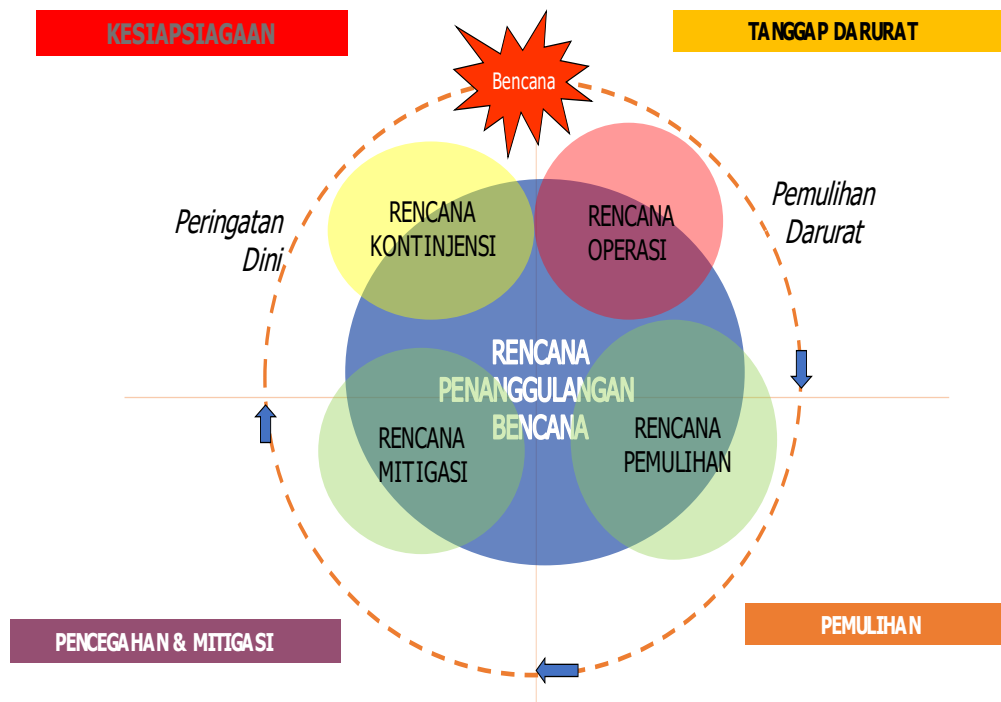 KESIAPSIAGAAN
TANGGAP DARURAT
Bencana
Peringatan
Dini
RENCANA
KONTINJENSI
RENCANA
OPERASI
Pemulihan
Darurat
RENCANA
PENANGGULANGAN
BENCANA
RENCANA
MITIGASI
RENCANA
PEMULIHAN
PENCEGAHAN & MITIGASI
PEMULIHAN